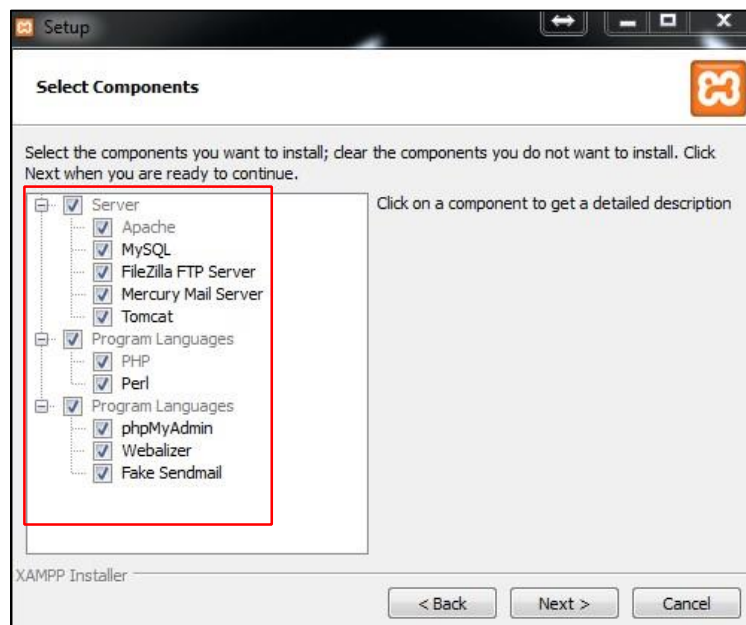 Setup
Select Components
Select the components you want to install; clear the components you do not want to install. Click
Next when you are ready to continue.
Server
Apache
MySQL
FileZilla FTP Server
Mercury Mail Server
Tomcat
Program Languages
PHP
Perl
Program Languages
phpMyAdmin
Webalizer
Fake Sendmail
Click on a component to get a detailed description
XAMPP Installer
< Back
Next >
Cancel